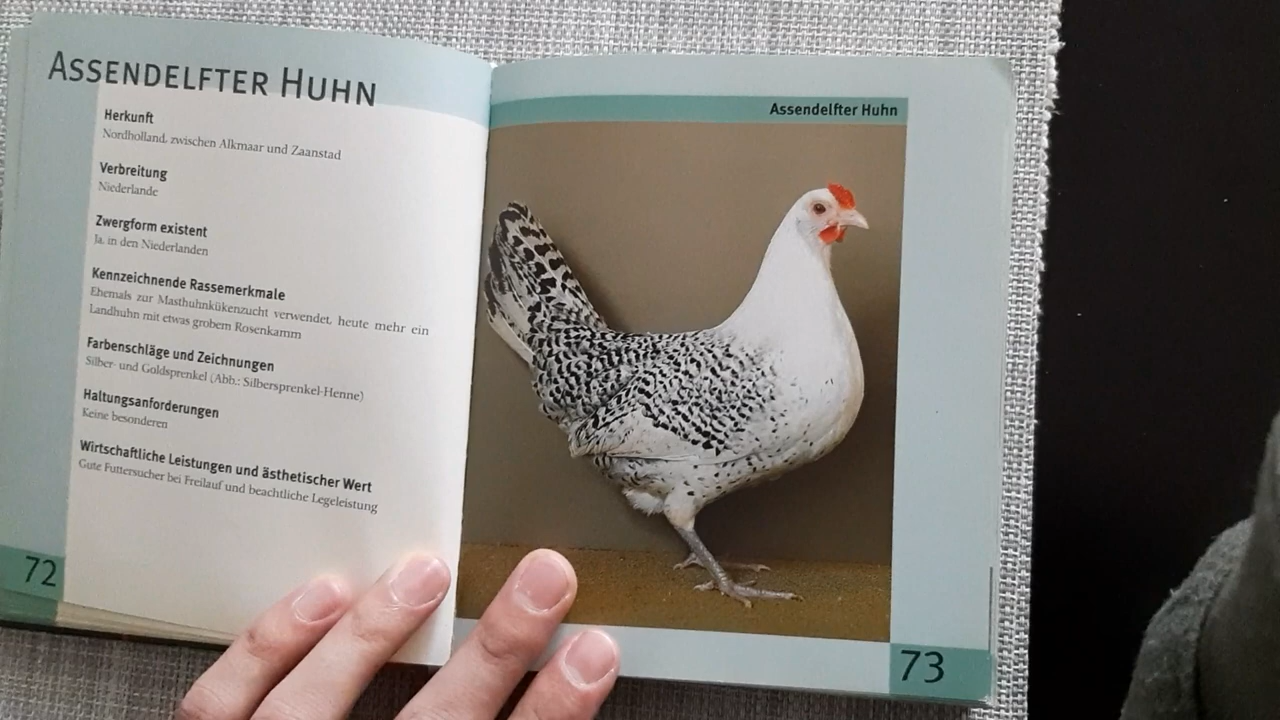 ASSENDELFTER HUHN
Herkunft
Nordholland, zwischen Alkmaar und Zaanstad
Verbreitung
Niederlande
Zwergform existent
Ja, in den Niederlanden
Kennzeichnende Rassemerkmale
Ehemals zur Masthuhnkükenzucht verwendet, heute mehr ein
Landhuhn mit etwas grobem Rosenkamm
Farbenschläge und Zeichnungen
Silber- und Goldsprenkel (Abb.: Silbersprenkel-Henne)
Haltungsanforderungen
Keine besonderen
Wirtschaftliche Leistungen und ästhetischer Wert
Gute Futtersucher bei Freilauf und beachtliche Legeleistung
72
Assendelfter Huhn
73